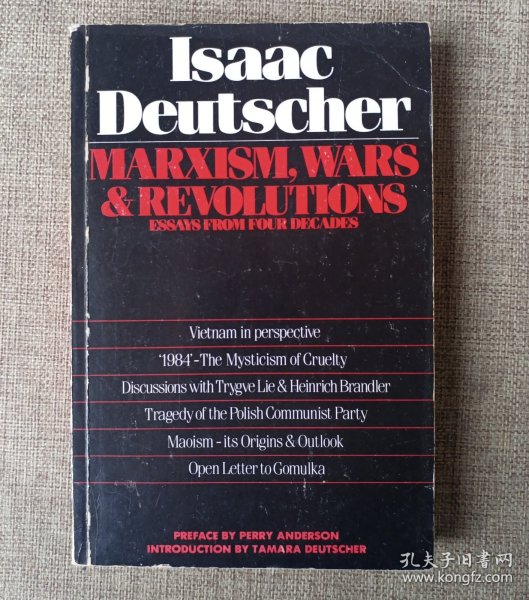 Isaac
Deutscher
MARXISM, WARS
& REVOLUTIONS
ESSAYS FROM FOUR DECADES
Vietnam in perspective
'1984'-The Mysticism of Cruelty
Discussions with Trygve Lie & Heinrich Brandler
Tragedy of the Polish Communist Party
Maoism - its Origins & Outlook
Open Letter to Gomulka
PREFACE BY PERRY ANDERSON
INTRODUCTION BY TAMARA DEUTSCHER
孔夫子旧书网
www.kongfz.com